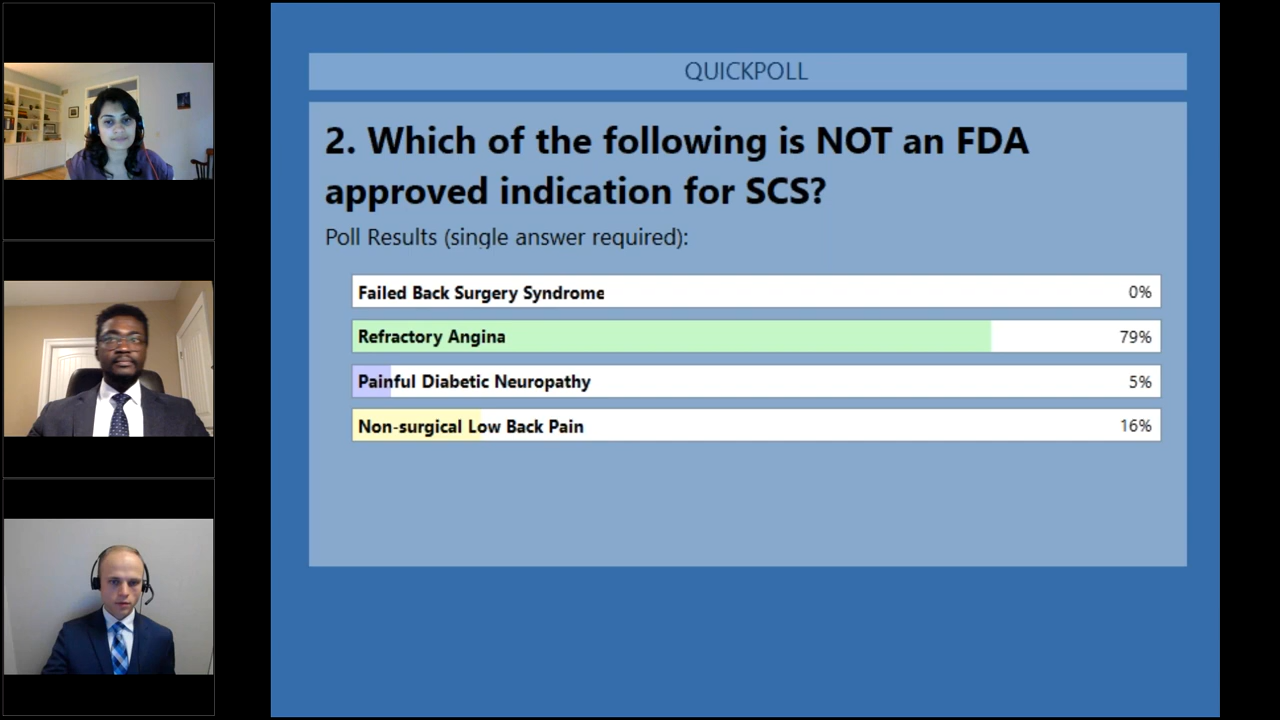 QUICKPOLL
2. Which of the following is NOT an FDA
approved indication for SCS?
Poll Results (single answer required):
Failed Back Surgery Syndrome 0%
Refractory Angina 79%
Painful Diabetic Neuropathy 5%
Non-surgical Low Back Pain 16%